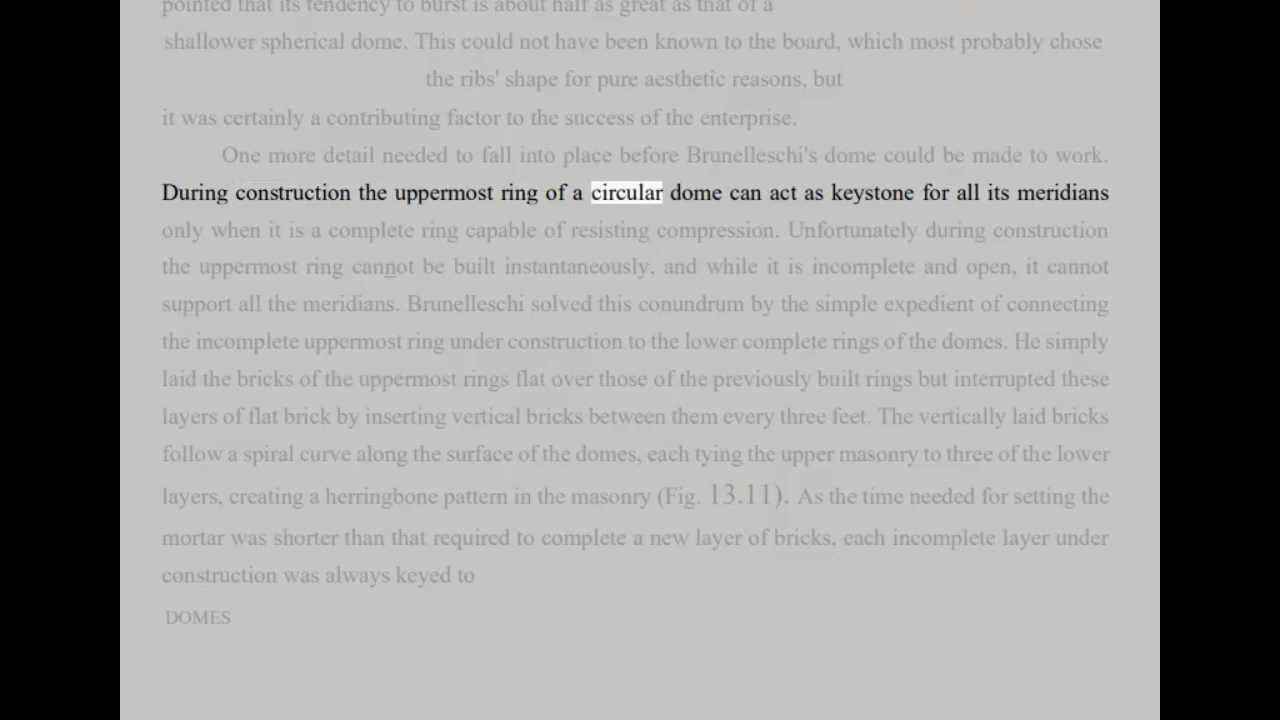 pointed that its tendency to burst is about half as great as that of a
shallower spherical dome. This could not have been known to the board, which most probably chose
the ribs' shape for pure aesthetic reasons, but
it was certainly a contributing factor to the success of the enterprise.
One more detail needed to fall into place before Brunelleschi's dome could be made to work.
During construction the uppermost ring of a circular dome can act as keystone for all its meridians
only when it is a complete ring capable of resisting compression. Unfortunately during construction
the uppermost ring cannot be built instantaneously, and while it is incomplete and open, it cannot
support all the meridians. Brunelleschi solved this conundrum by the simple expedient of connecting
the incomplete uppermost ring under construction to the lower complete rings of the domes. He simply
laid the bricks of the uppermost rings flat over those of the previously built rings but interrupted these
layers of flat brick by inserting vertical bricks between them every three feet. The vertically laid bricks
follow a spiral curve along the surface of the domes, each tying the upper masonry to three of the lower
layers, creating a herringbone pattern in the masonry (Fig. 13.11). As the time needed for setting the
mortar was shorter than that required to complete a new layer of bricks, each incomplete layer under
construction was always keyed to
DOMES